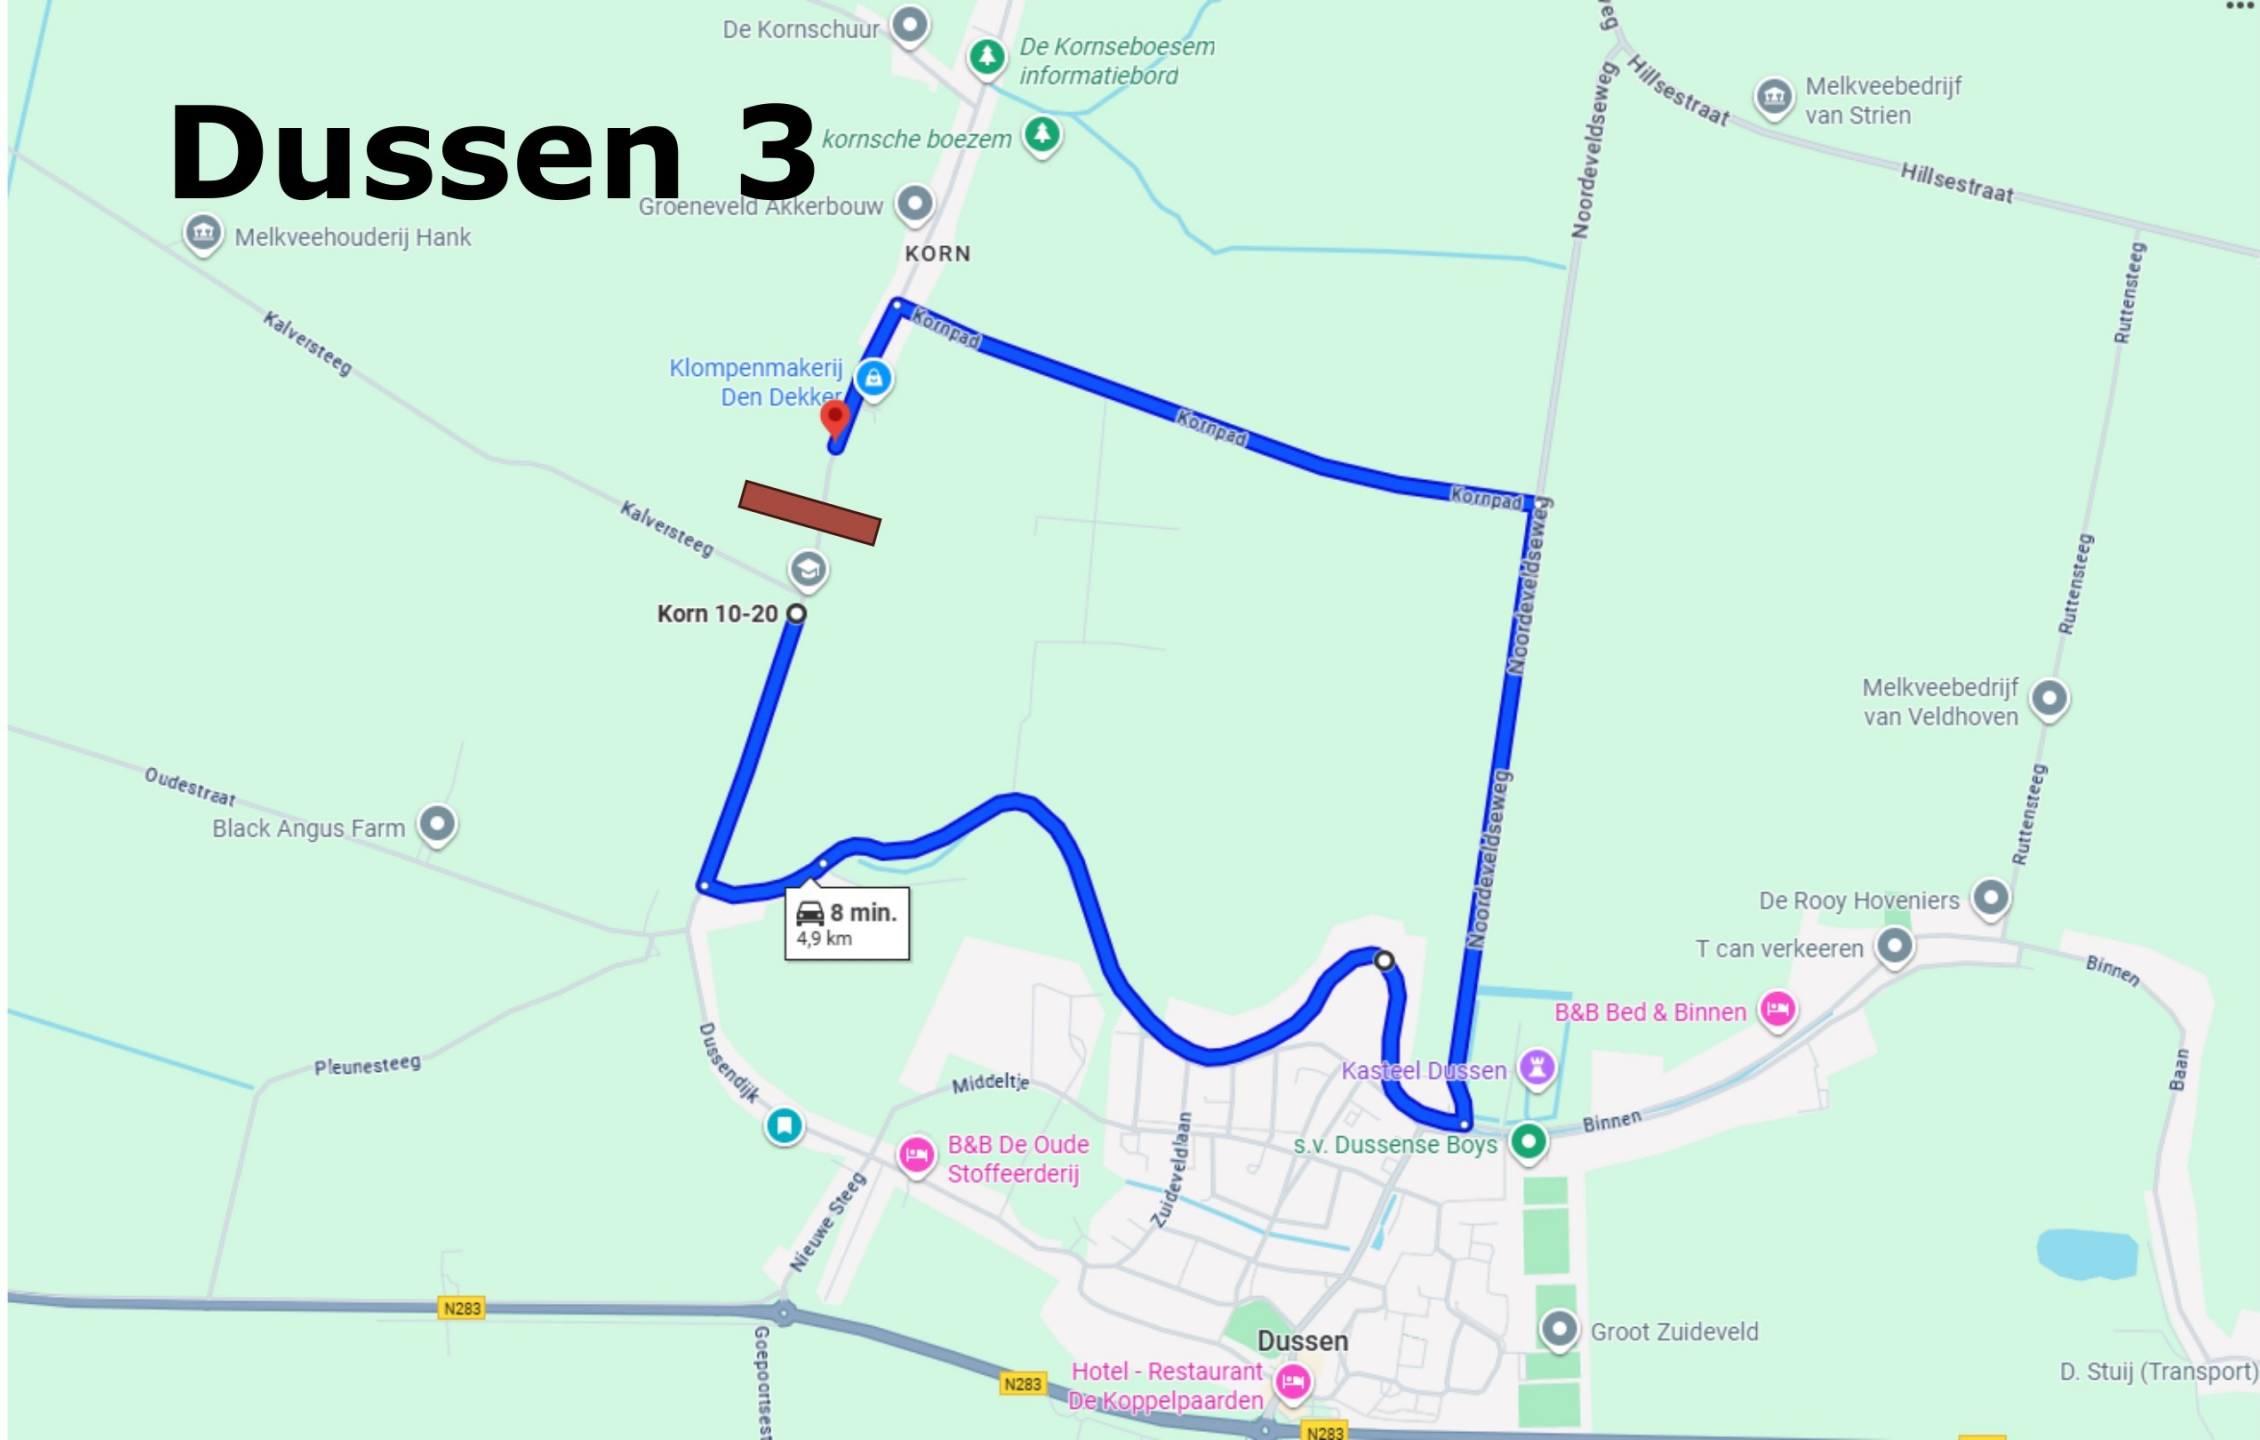 De Kornschuur
De Kornseboesem
informatiebord
Hillsestraat
Melkveebedrijf
van Strien
Dussen 3
kornsche boezem
Noordeveldseweg
Hillsestraat
Groeneveld Akkerbouw
Melkveehouderij Hank
KORN
Ruttensteeg
Kalversteeg
Kornpad
Klompenmakerij
Den Dekker
Kornpad
Kornpad
Kalversteeg
Noordeveldseweg
Ruttensteeg
Korn 10-20
Melkveebedrijf
van Veldhoven
Oudestraat
Black Angus Farm
Noordeveldseweg
Ruttensteeg
8 min.
4,9 km
De Rooy Hoveniers
T can verkeeren
Binnen
B&B Bed & Binnen
Dussendijk
Pleunesteeg
Middeltje
Kasteel Dussen
Baan
Binnen
B&B De Oude
Stoffeerderij
s.v. Dussense Boys
Zuideveldlaan
Nieuwe Steeg
N283
Goepoortsest
Dussen
Groot Zuideveld
N283
Hotel - Restaurant
De Koppelpaarden
D. Stuij (Transport)
N283